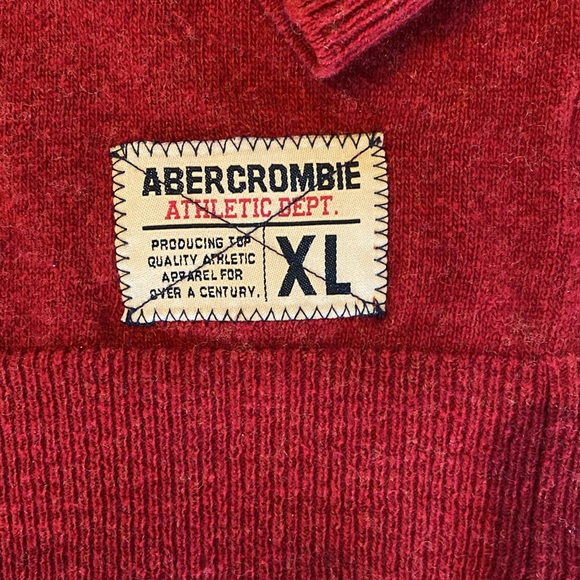 ABERCROMBIE
ATHLETIC DEPT.
PRODUCING TOP
QUALITY ATHLETIC
APPAREL FOR
OVER A CENTURY.
XL